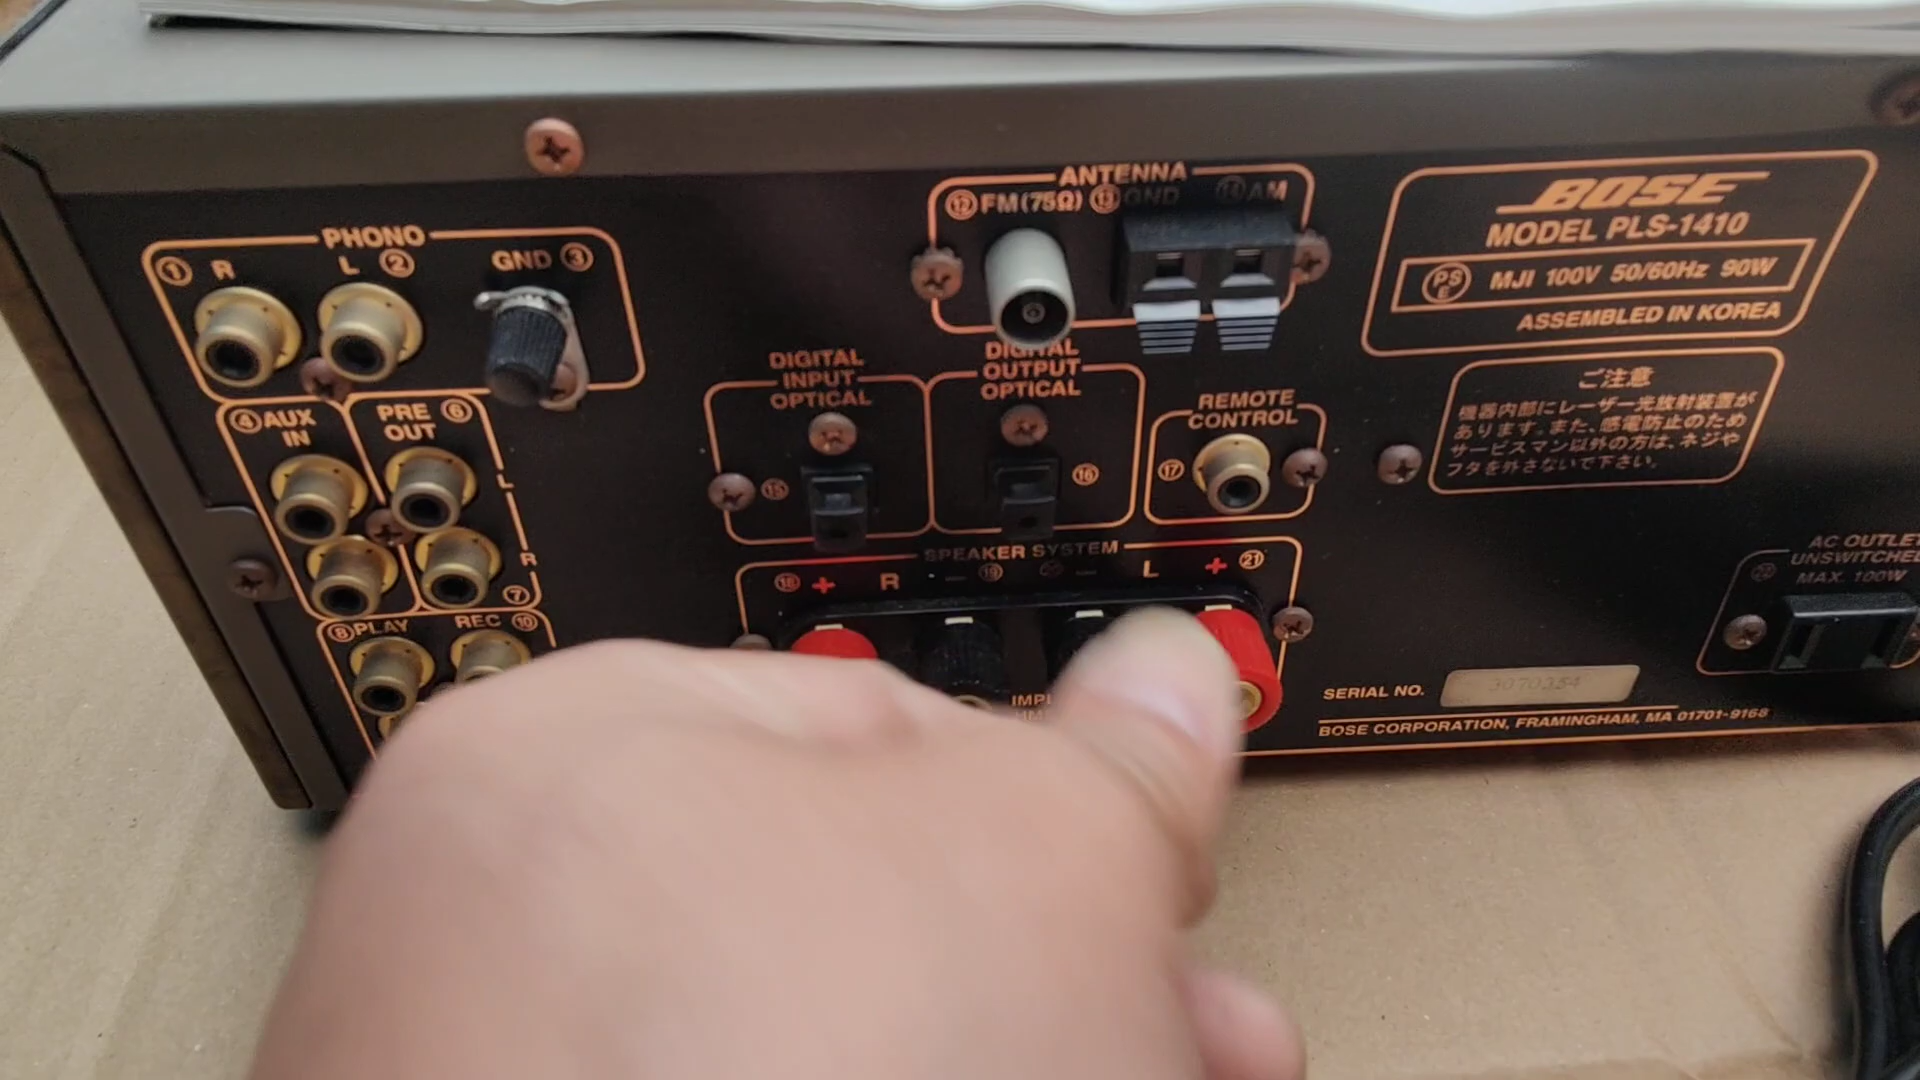 PHONO
① R
L ②
GND ③
④ AUX
IN
PRE ⑥
OUT
L
R
⑦
⑧ PLAY
REC ⑩
ANTENNA
⑫ FM(75Ω)
⑬ GND
⑭ AM
DIGITAL
INPUT
OPTICAL
⑮
DIGITAL
OUTPUT
OPTICAL
⑯
REMOTE
CONTROL
⑰
SPEAKER SYSTEM
⑱ + R - ⑲
L + ㉑
BOSE
MODEL PLS-1410
PSE MJI 100V 50/60Hz 90W
ASSEMBLED IN KOREA
ご注意
機器内部にレーザー光放射装置が
あります。また、感電防止のため
サービスマン以外の方は、ネジや
フタを外さないで下さい。
AC OUTLET
UNSWITCHED
MAX. 100W
SERIAL NO. 3070354
BOSE CORPORATION, FRAMINGHAM, MA 01701-9168